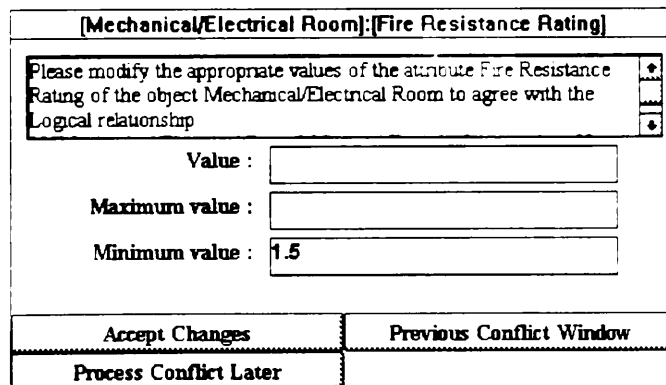 [Mechanical/Electrical Room]:[Fire Resistance Rating]
Please modify the appropriate values of the attribute Fire Resistance
Rating of the object Mechanical/Electrical Room to agree with the
Logical relationship
Value :
Maximum value :
Minimum value : 1.5
Accept Changes Previous Conflict Window
Process Conflict Later